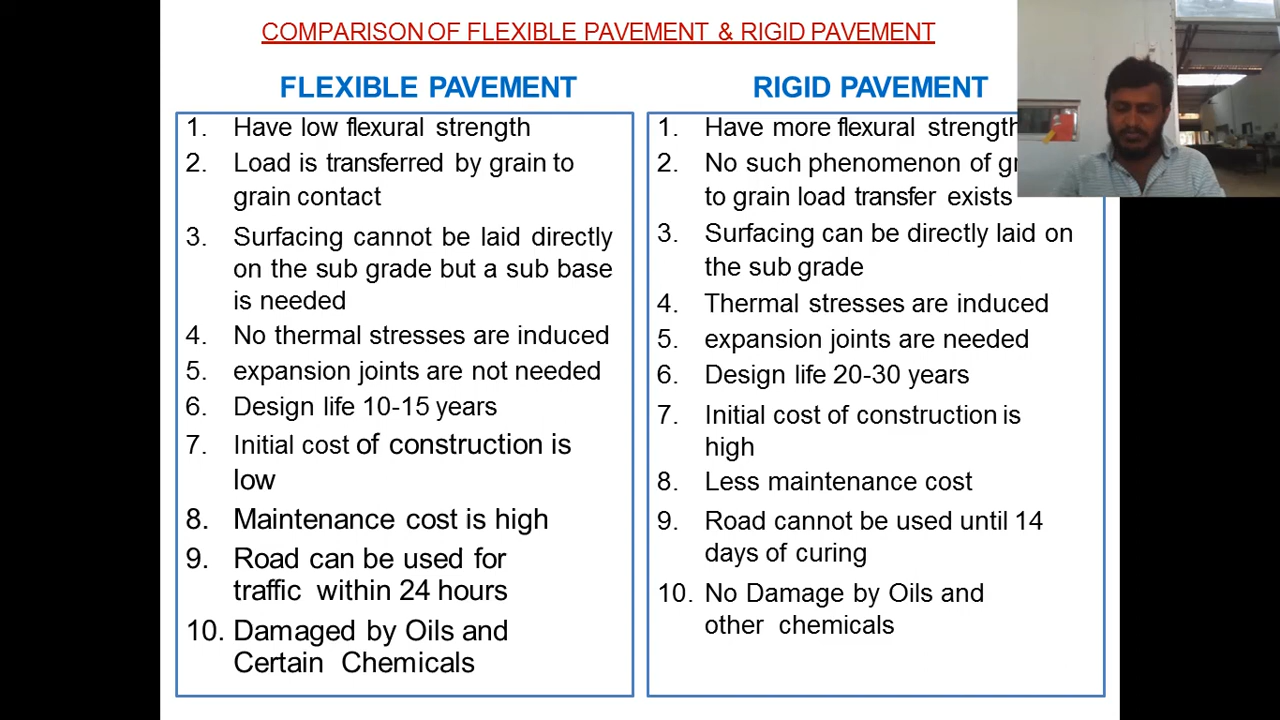 COMPARISON OF FLEXIBLE PAVEMENT & RIGID PAVEMENT
FLEXIBLE PAVEMENT
1. Have low flexural strength
2. Load is transferred by grain to
grain contact
3. Surfacing cannot be laid directly
on the sub grade but a sub base
is needed
4. No thermal stresses are induced
5. expansion joints are not needed
6. Design life 10-15 years
7. Initial cost of construction is
low
8. Maintenance cost is high
9. Road can be used for
traffic within 24 hours
10. Damaged by Oils and
Certain Chemicals
RIGID PAVEMENT
1. Have more flexural strength
2. No such phenomenon of
to grain load transfer exists
3. Surfacing can be directly laid on
the sub grade
4. Thermal stresses are induced
5. expansion joints are needed
6. Design life 20-30 years
7. Initial cost of construction is
high
8. Less maintenance cost
9. Road cannot be used until 14
days of curing
10. No Damage by Oils and
other chemicals